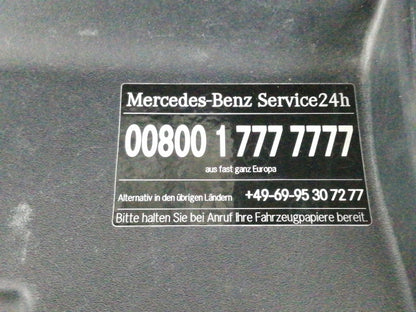 Mercedes-Benz Service24h
00800 1 777 7777
aus fast ganz Europa
Alternativ in den übrigen Ländern +49-69-95 30 72 77
Bitte halten Sie bei Anruf Ihre Fahrzeugpapiere bereit.